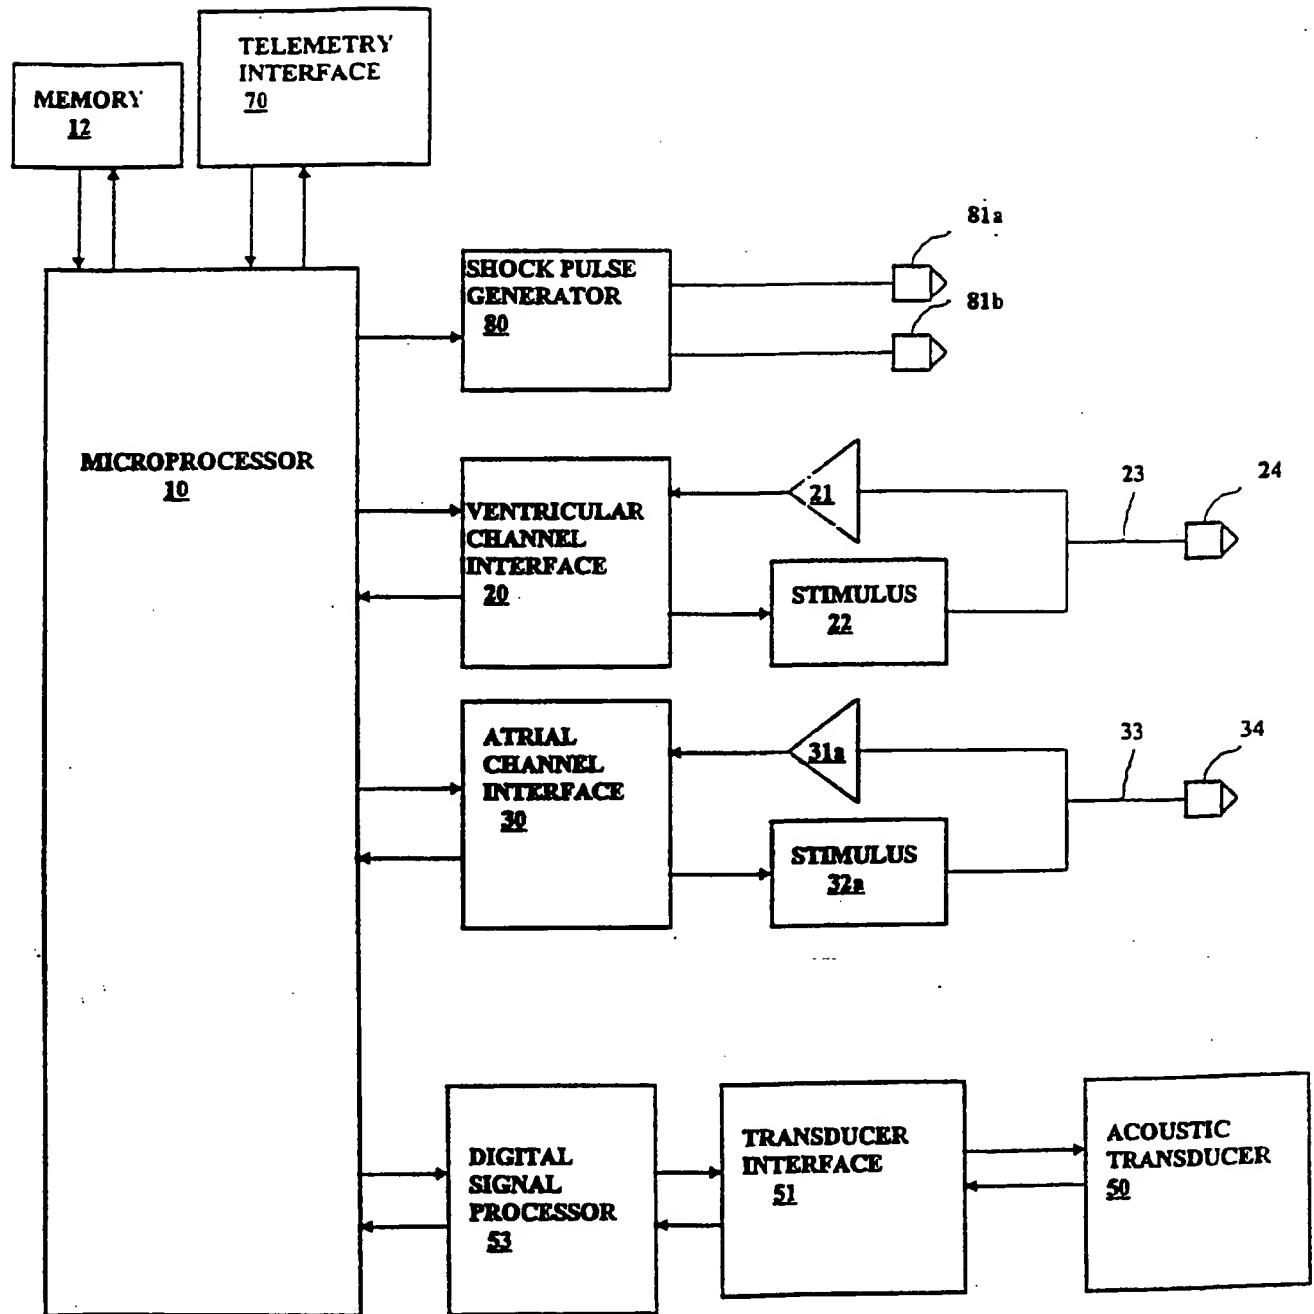 TELEMETRY
INTERFACE
70
MEMORY
12
81a
SHOCK PULSE
GENERATOR
80
81b
MICROPROCESSOR
10
21
23
24
VENTRICULAR
CHANNEL
INTERFACE
20
STIMULUS
22
ATRIAL
CHANNEL
INTERFACE
30
31a
33
34
STIMULUS
32a
DIGITAL
SIGNAL
PROCESSOR
53
TRANSDUCER
INTERFACE
51
ACOUSTIC
TRANSDUCER
50